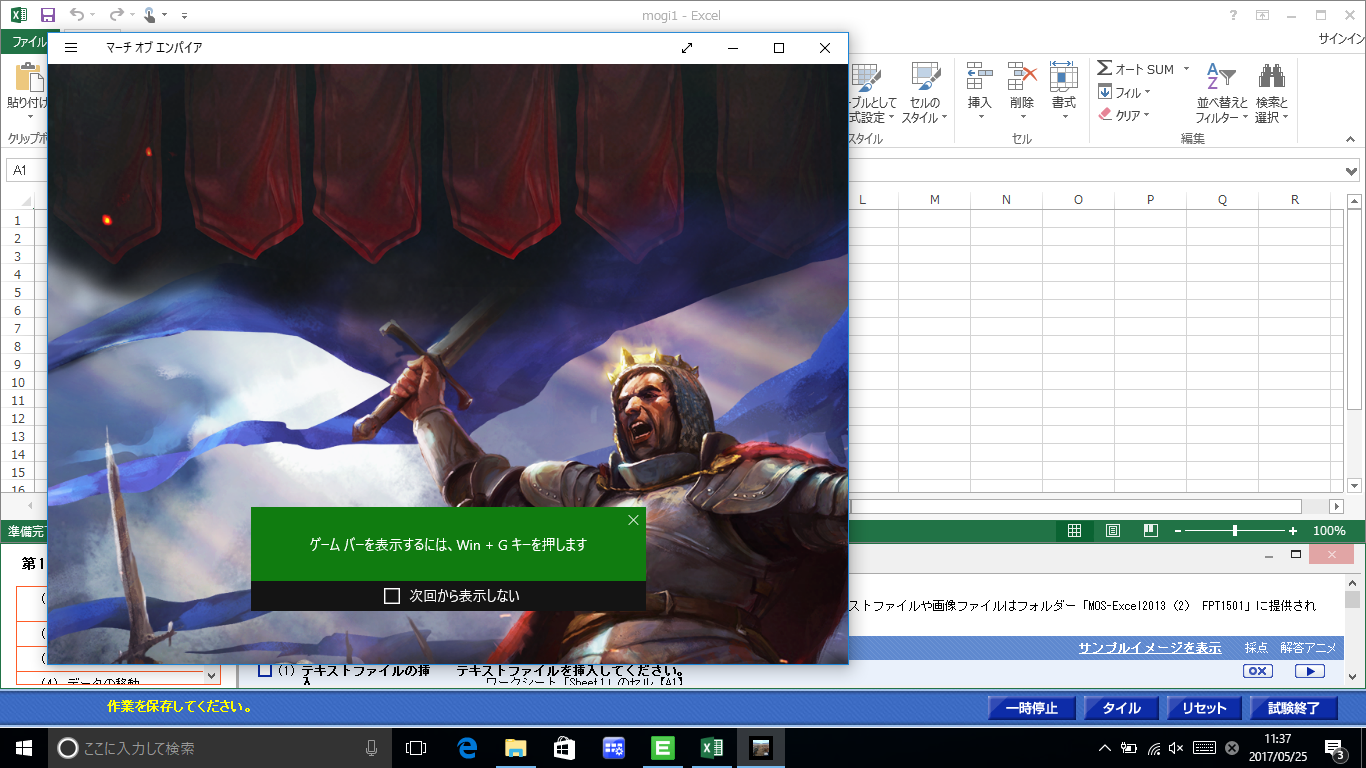 mogi1 - Excel
ファイル
マーチ オブ エンパイア
サインイン
貼り付け
クリップボ
セルの
スタイル
挿入
削除
書式
セル
オート SUM
フィル
クリア
並べ替えと
フィルター
検索と
選択
編集
A1
L M N O P Q R
1
2
3
4
5
6
7
8
9
10
11
12
13
14
15
16
ゲーム バーを表示するには、Win + G キーを押します
次回から表示しない
準備完了
100%
第1
ストファイルや画像ファイルはフォルダー「MOS-Excel2013（2） FPT1501」に提供され
サンプルイメージを表示 採点 解答アニメ
(4) データの移動
(1) テキストファイルの挿入 テキストファイルを挿入してください。
ワークシート「Sheet1」のセル【A1】
OX
作業を保存してください。
一時停止 タイル リセット 試験終了
ここに入力して検索
11:37
2017/05/25
3